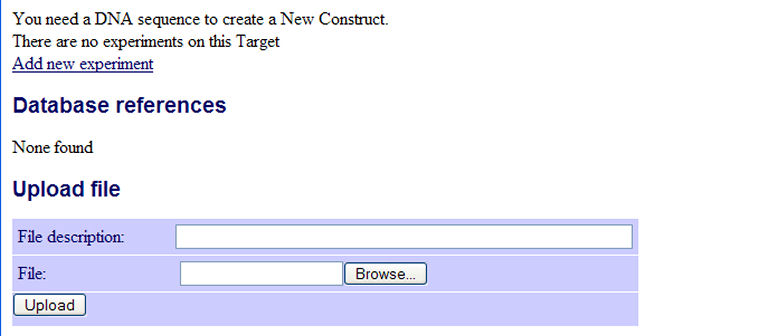 You need a DNA sequence to create a New Construct.
There are no experiments on this Target
Add new experiment
Database references
None found
Upload file
File description:
File: Browse...
Upload